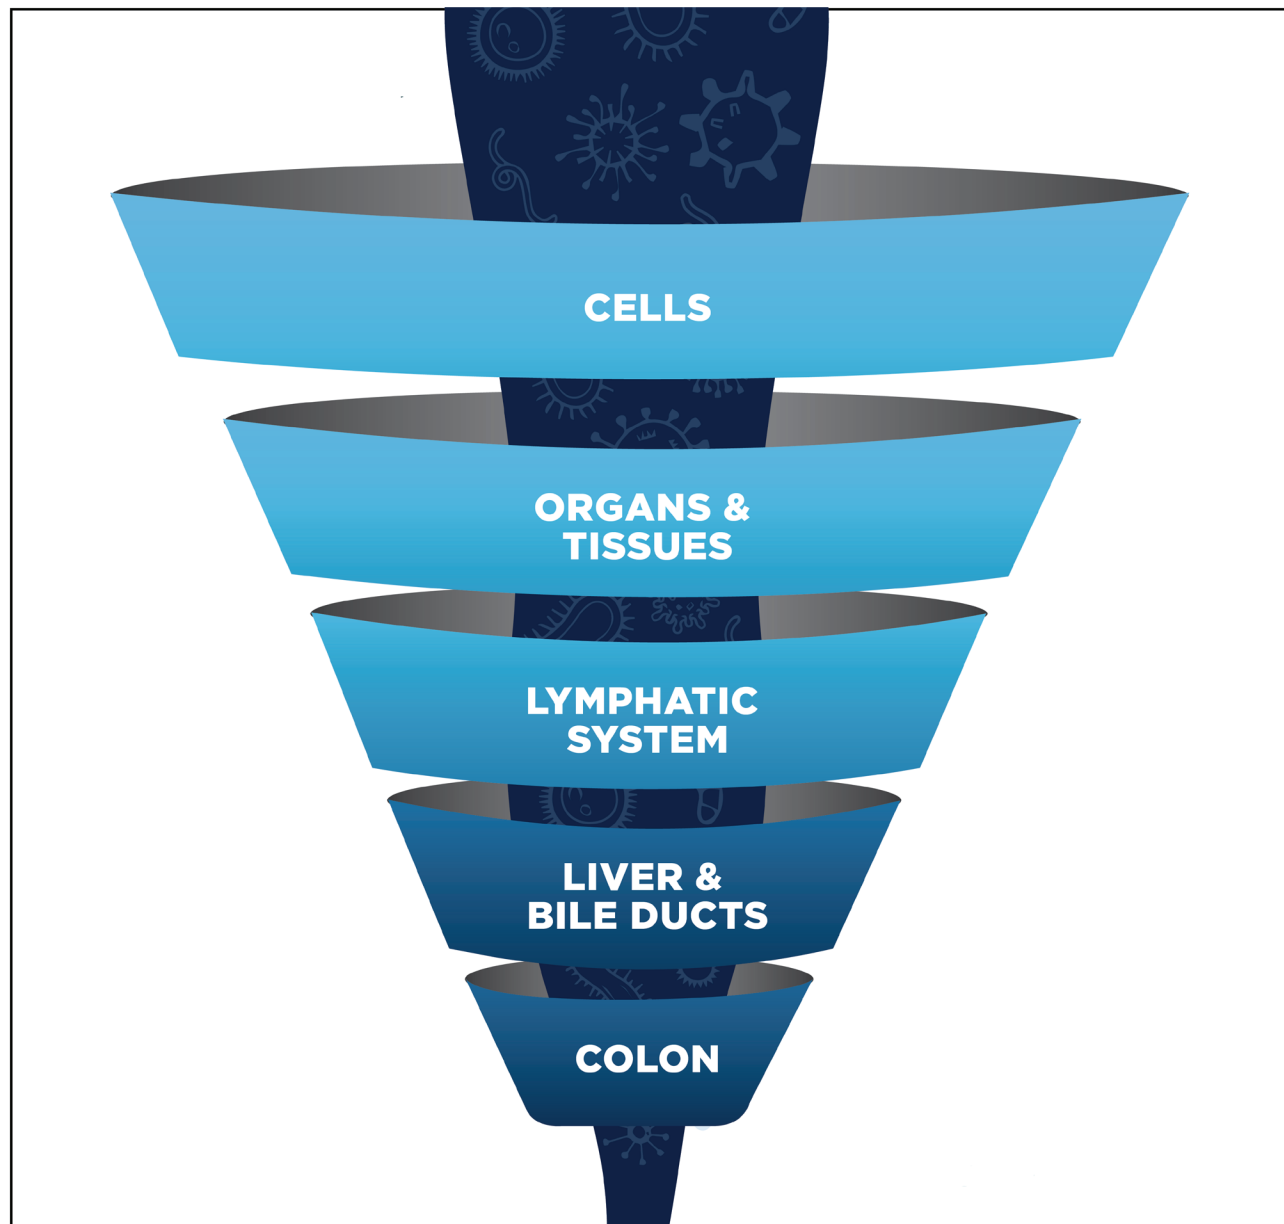 CELLS
ORGANS &
TISSUES
LYMPHATIC
SYSTEM
LIVER &
BILE DUCTS
COLON